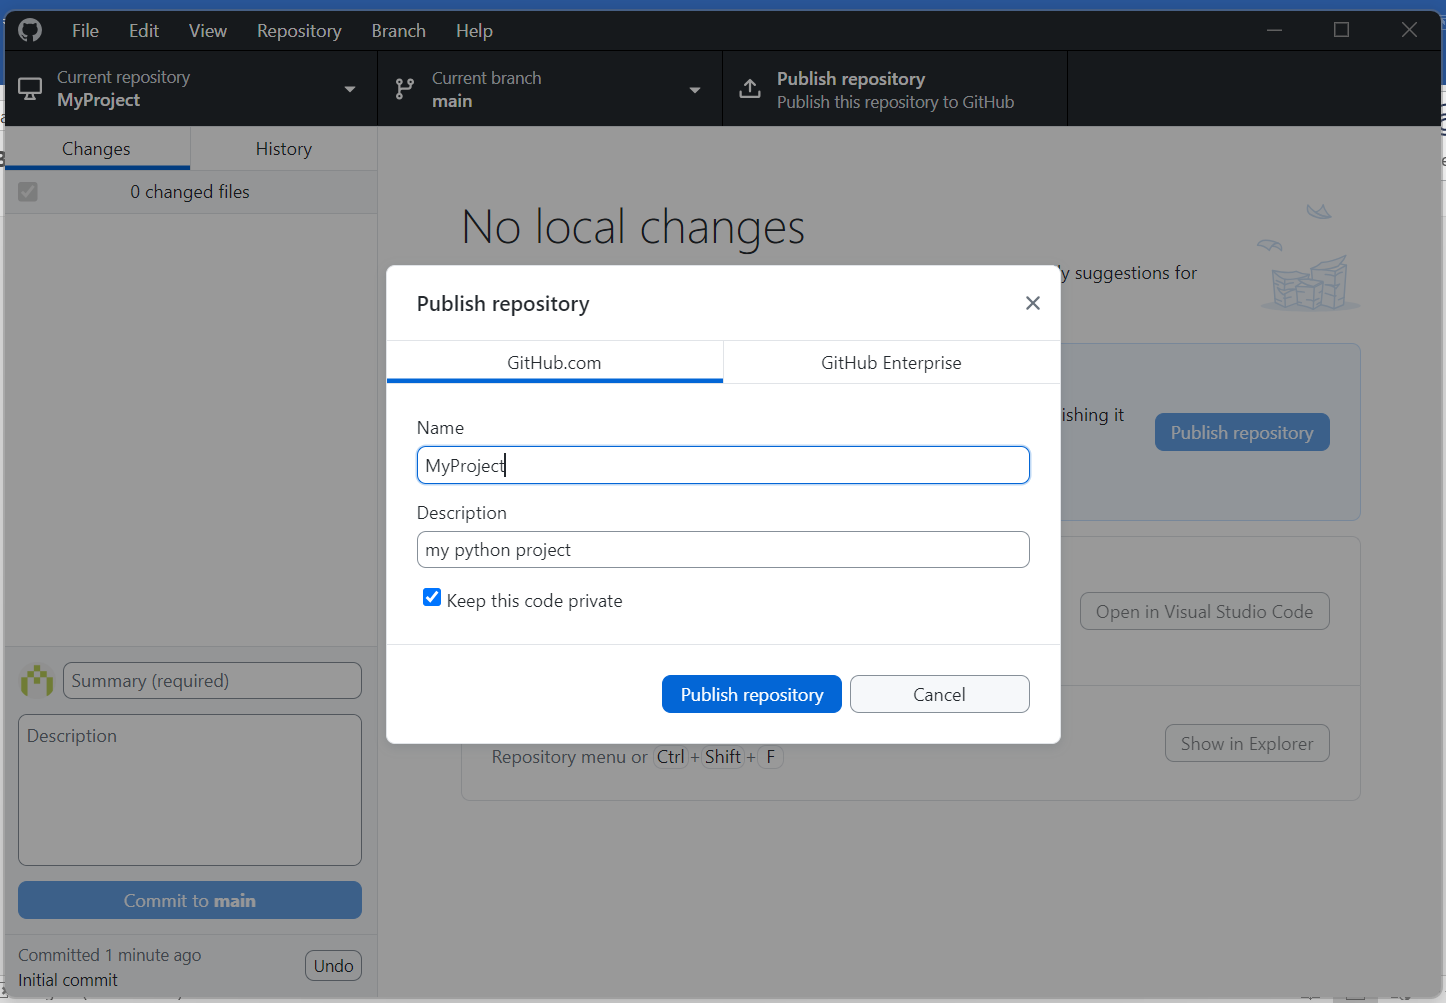 File Edit View Repository Branch Help
Current repository
MyProject
Current branch
main
Publish repository
Publish this repository to GitHub
Changes History
0 changed files
No local changes
y suggestions for
Publish repository
GitHub.com GitHub Enterprise
Name
MyProject
Description
my python project
Keep this code private
Publish repository Cancel
ishing it
Publish repository
Open in Visual Studio Code
Repository menu or Ctrl + Shift + F
Show in Explorer
Summary (required)
Description
Commit to main
Committed 1 minute ago
Initial commit
Undo